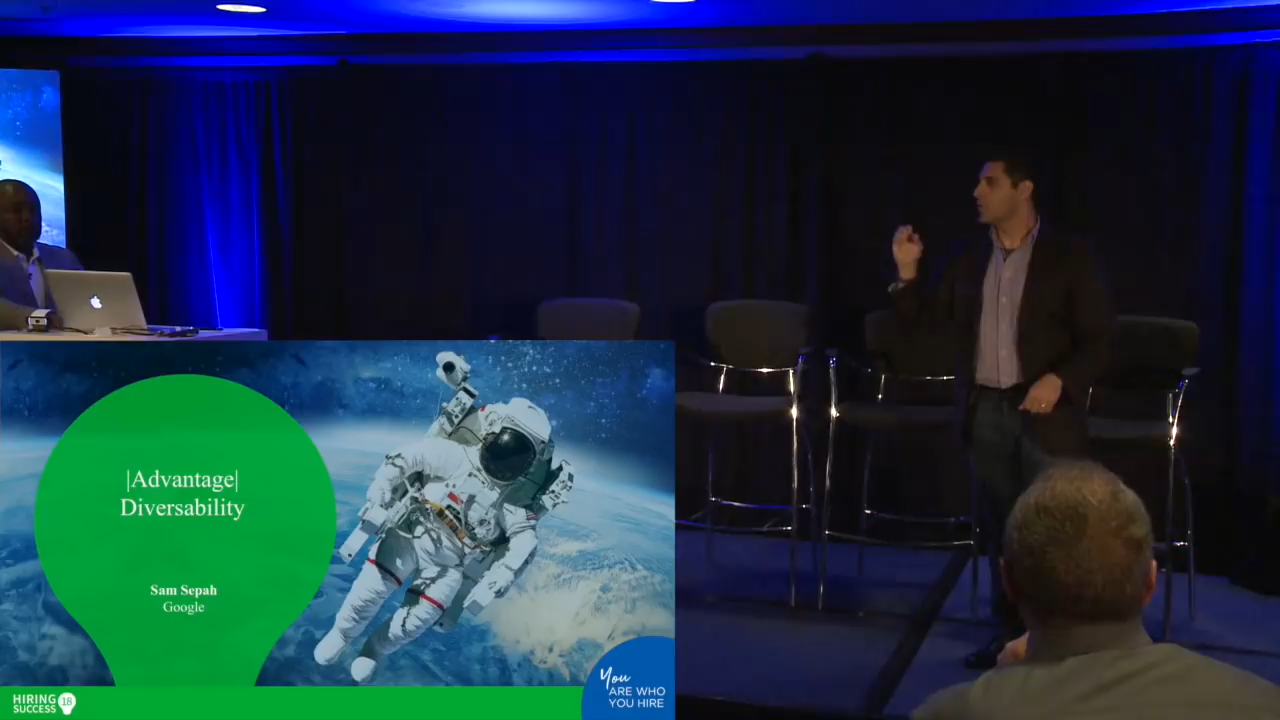 |Advantage|
Diversability
Sam Sepah
Google
HIRING
SUCCESS
18
You
ARE WHO
YOU HIRE